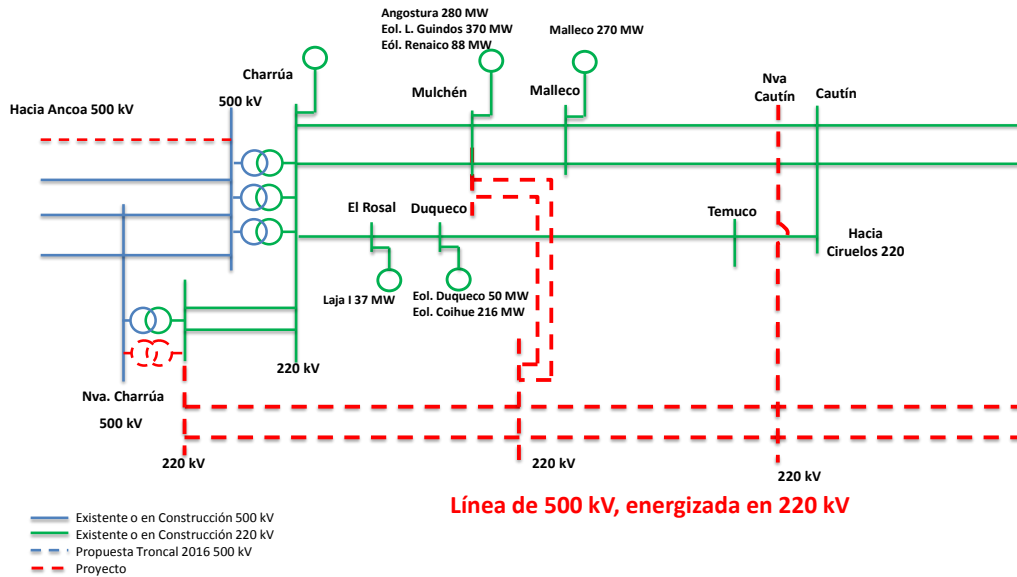 Angostura 280 MW
Eol. L. Guindos 370 MW
Eól. Renaico 88 MW
Malleco 270 MW
Charrúa
Mulchén
Malleco
Nva
Cautín
Cautín
Hacia Ancoa 500 kV
500 kV
El Rosal
Duqueco
Temuco
Hacia
Ciruelos 220
Laja I 37 MW
Eol. Duqueco 50 MW
Eol. Coihue 216 MW
220 kV
Nva. Charrúa
500 kV
220 kV
220 kV
220 kV
Línea de 500 kV, energizada en 220 kV
Existente o en Construcción 500 kV
Existente o en Construcción 220 kV
Propuesta Troncal 2016 500 kV
Proyecto